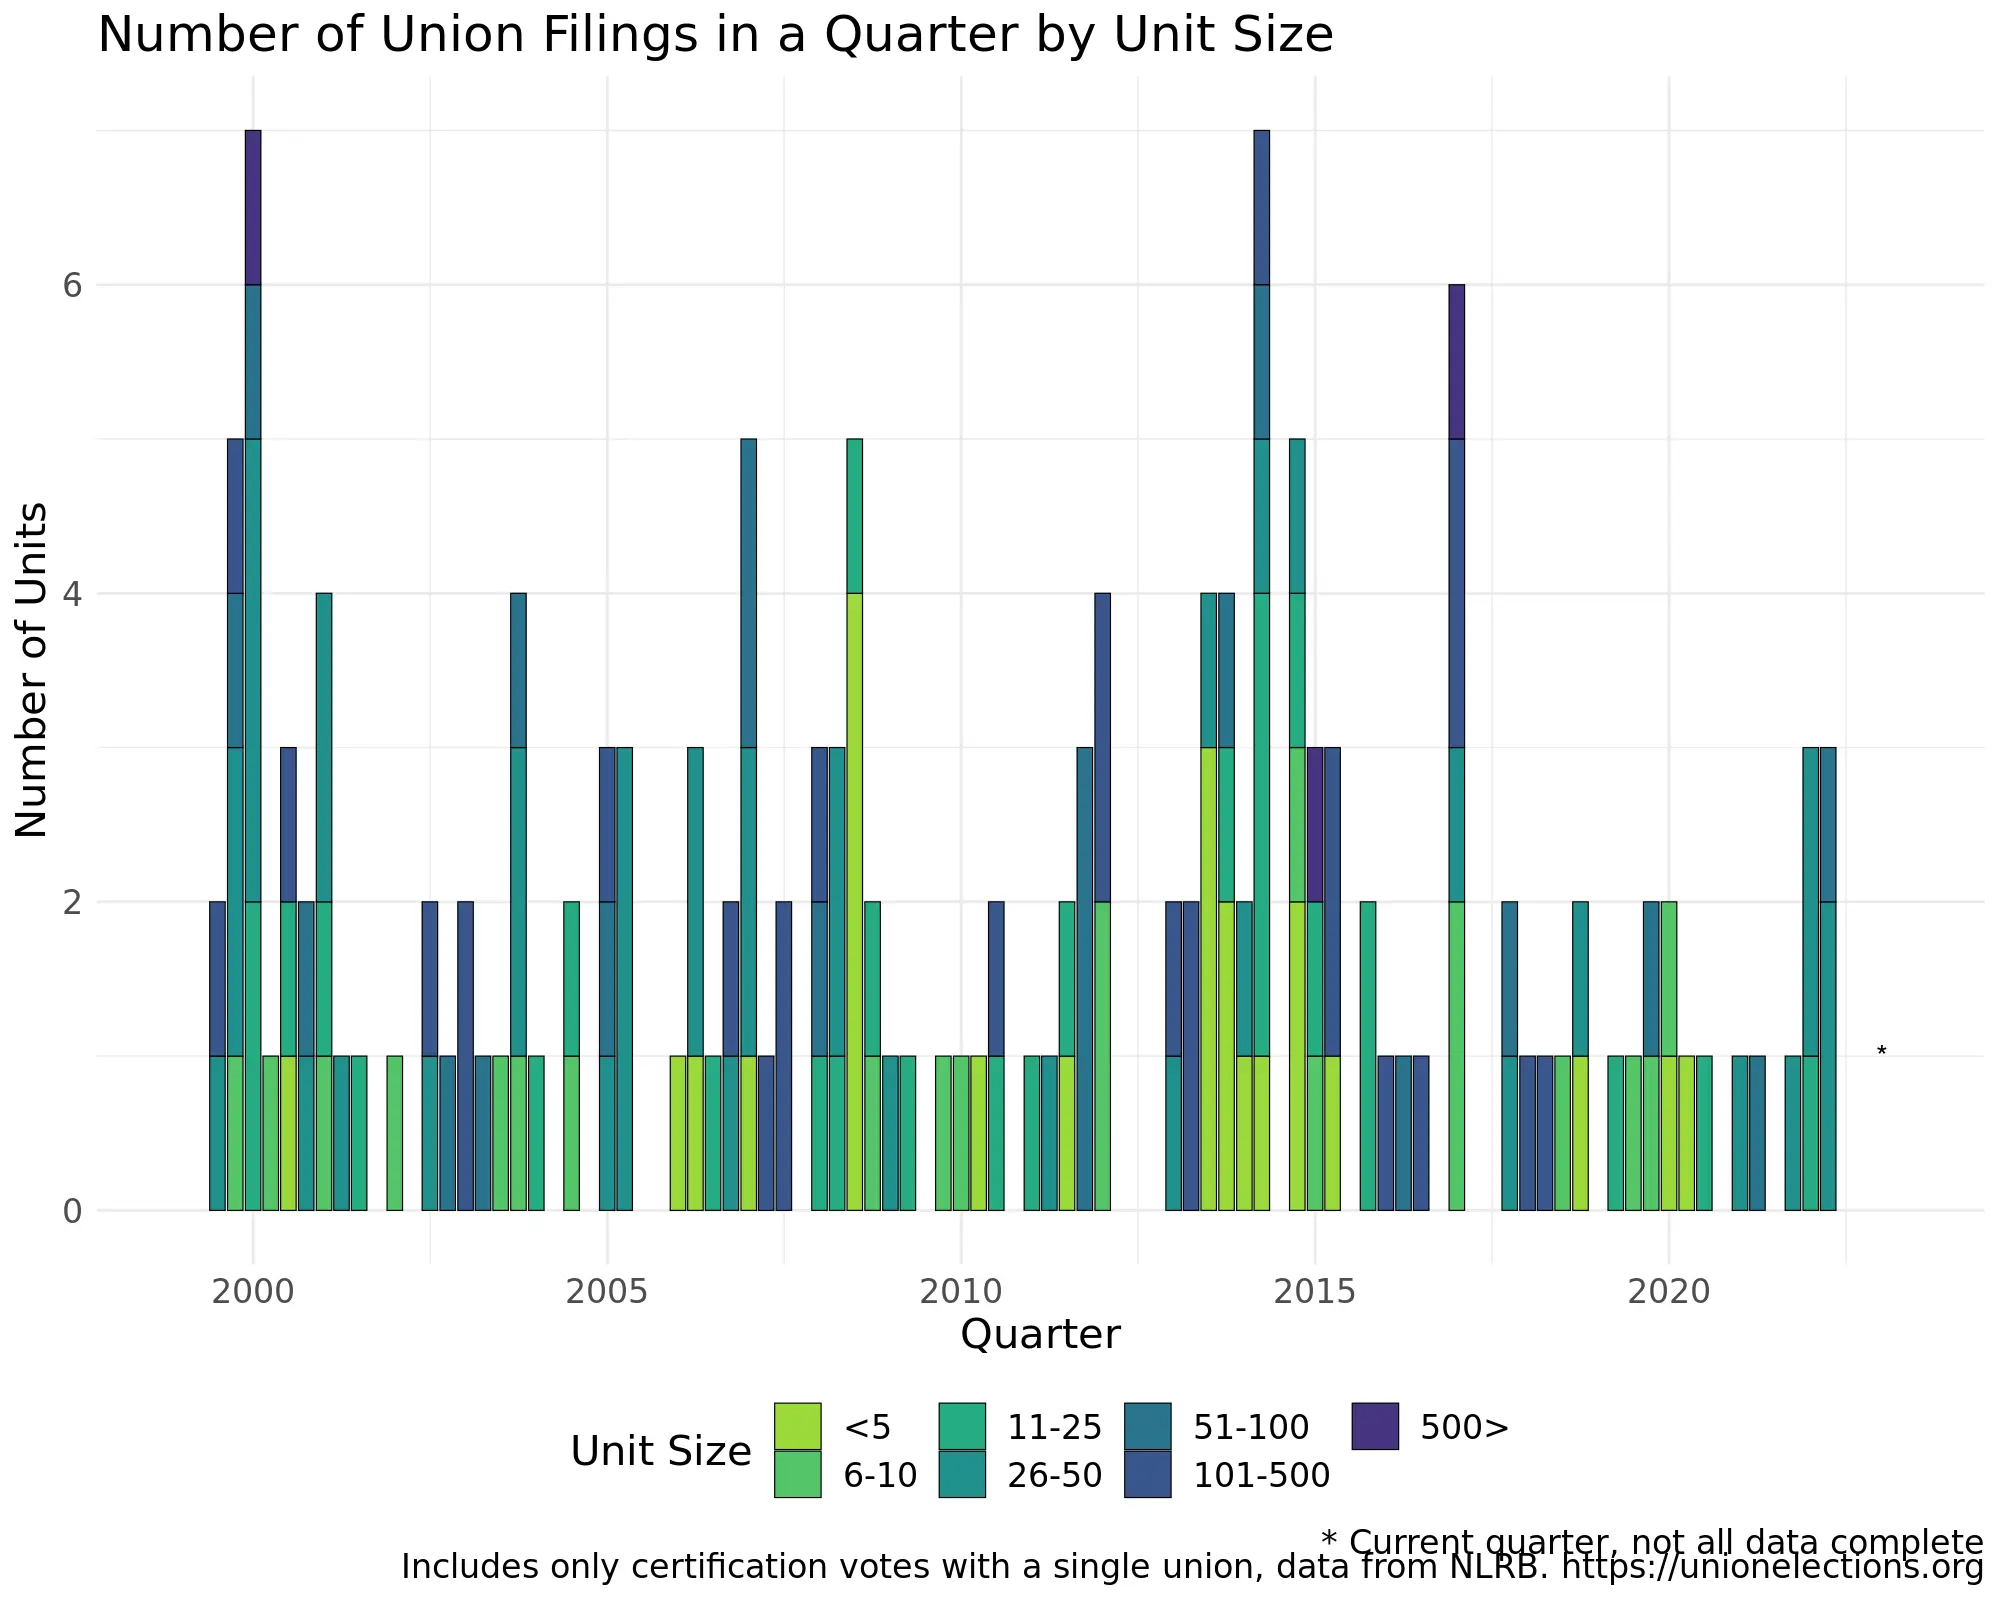 Number of Union Filings in a Quarter by Unit Size
Number of Units
6
4
2
0
*
2000 2005 2010 2015 2020
Quarter
Unit Size
<5 11-25 51-100 500>
6-10 26-50 101-500
* Current quarter, not all data complete
Includes only certification votes with a single union, data from NLRB. https://unionelections.org